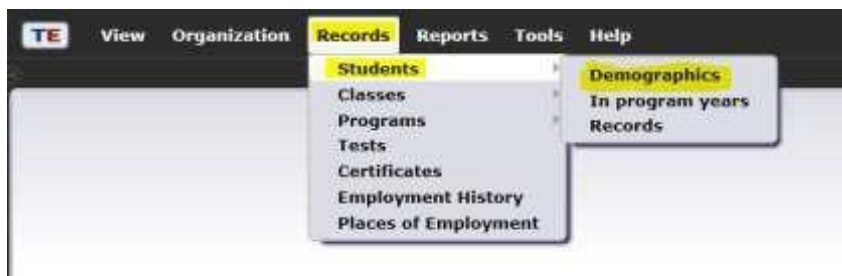 TE View Organization Records Reports Tools Help
Students
Demographics
Classes
In program years
Programs
Records
Tests
Certificates
Employment History
Places of Employment